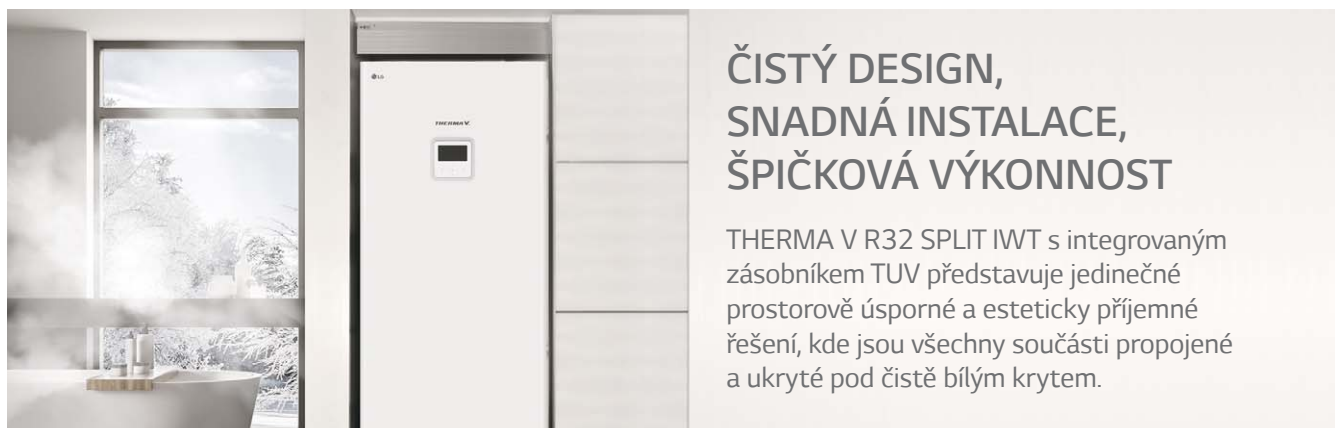 LG
THERMA V
ČISTÝ DESIGN,
SNADNÁ INSTALACE,
ŠPIČKOVÁ VÝKONNOST
THERMA V R32 SPLIT IWT s integrovaným
zásobníkem TUV představuje jedinečné
prostorově úsporné a esteticky příjemné
řešení, kde jsou všechny součásti propojené
a ukryté pod čistě bílým krytem.